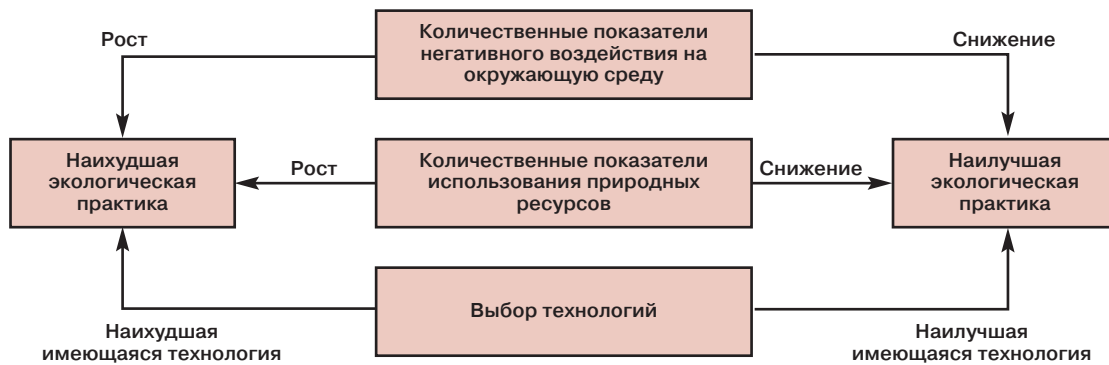 Рост
Количественные показатели
негативного воздействия на
окружающую среду
Снижение
Наихудшая
экологическая
практика
Рост
Количественные показатели
использования природных
ресурсов
Снижение
Наилучшая
экологическая
практика
Выбор технологий
Наихудшая
имеющаяся технология
Наилучшая
имеющаяся технология